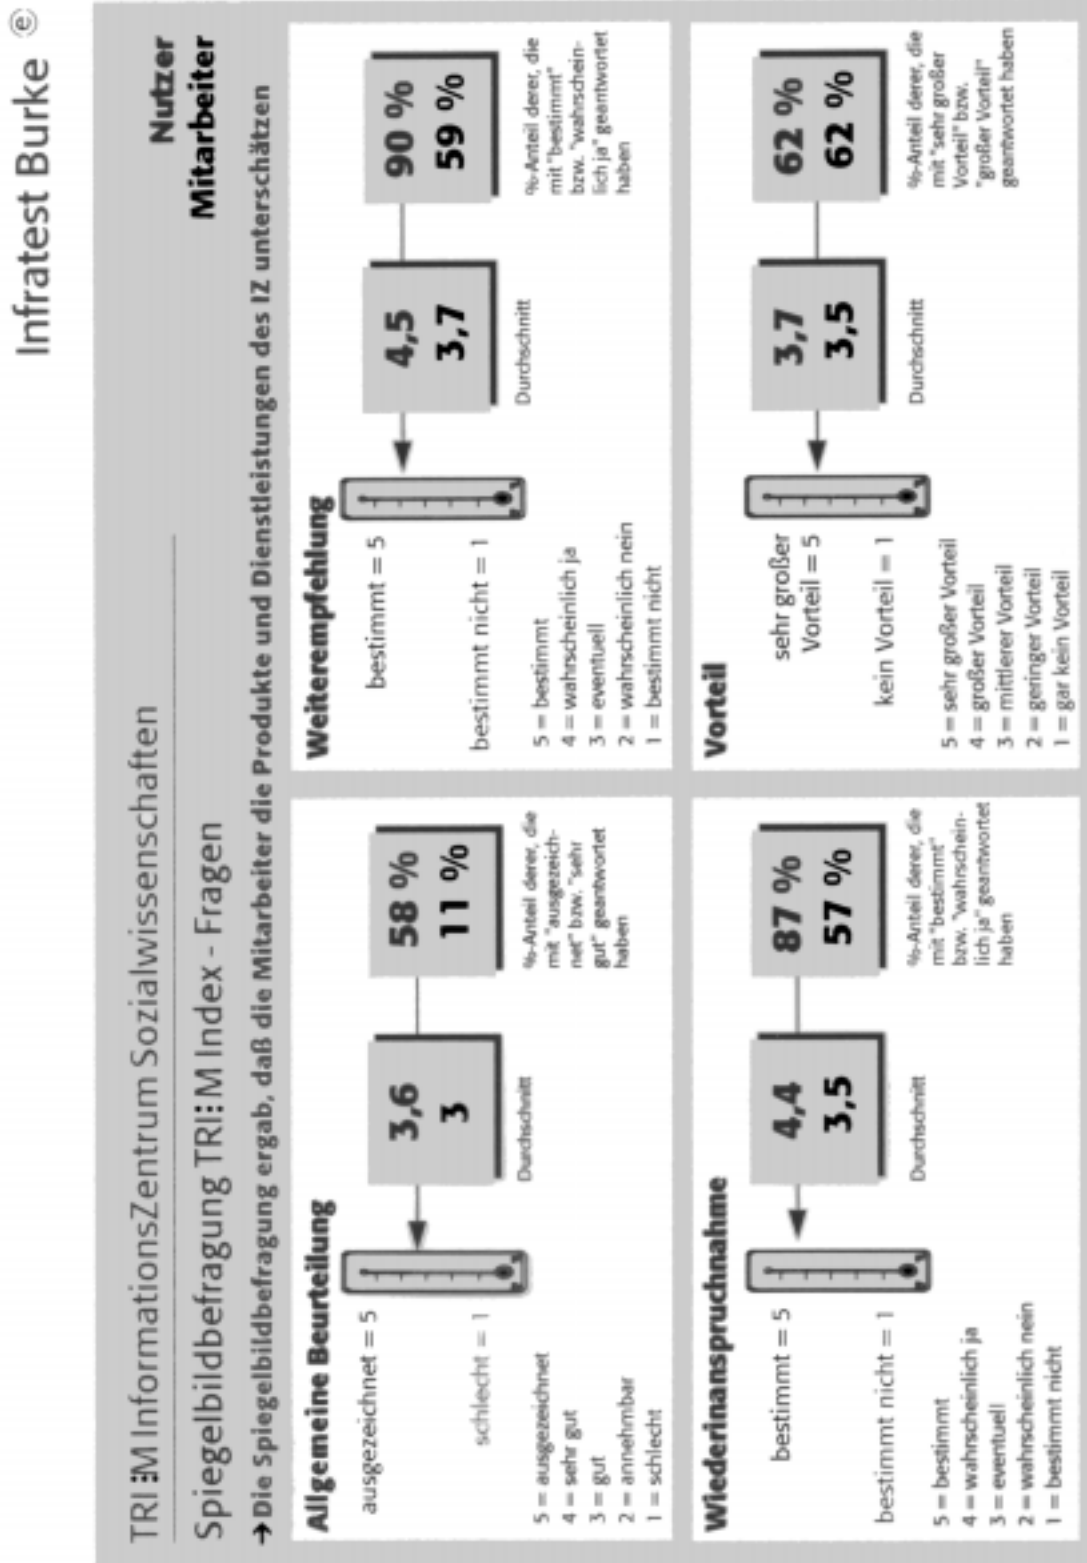 Infratest Burke
TRI:M InformationsZentrum Sozialwissenschaften
Nutzer
Spiegelbildbefragung TRI:M Index - Fragen
Mitarbeiter
→ Die Spiegelbildbefragung ergab, daß die Mitarbeiter die Produkte und Dienstleistungen des IZ unterschätzen
Allgemeine Beurteilung
ausgezeichnet = 5
schlecht = 1
3,6
3
Durchschnitt
58 %
11 %
%-Anteil derer, die
mit "ausgezeich-
net" bzw. "sehr
gut" geantwortet
haben
5 = ausgezeichnet
4 = sehr gut
3 = gut
2 = annehmbar
1 = schlecht
Weiterempfehlung
bestimmt = 5
bestimmt nicht = 1
4,5
3,7
Durchschnitt
90 %
59 %
%-Anteil derer, die
mit "bestimmt"
bzw. "wahrschein-
lich ja" geantwortet
haben
5 = bestimmt
4 = wahrscheinlich ja
3 = eventuell
2 = wahrscheinlich nein
1 = bestimmt nicht
Wiederinanspruchnahme
bestimmt = 5
bestimmt nicht = 1
4,4
3,5
Durchschnitt
87 %
57 %
%-Anteil derer, die
mit "bestimmt"
bzw. "wahrschein-
lich ja" geantwortet
haben
5 = bestimmt
4 = wahrscheinlich ja
3 = eventuell
2 = wahrscheinlich nein
1 = bestimmt nicht
Vorteil
sehr großer
Vorteil = 5
kein Vorteil = 1
3,7
3,5
Durchschnitt
62 %
62 %
%-Anteil derer, die
mit "sehr großer
Vorteil" bzw.
"großer Vorteil"
geantwortet haben
5 = sehr großer Vorteil
4 = großer Vorteil
3 = mittlerer Vorteil
2 = geringer Vorteil
1 = gar kein Vorteil